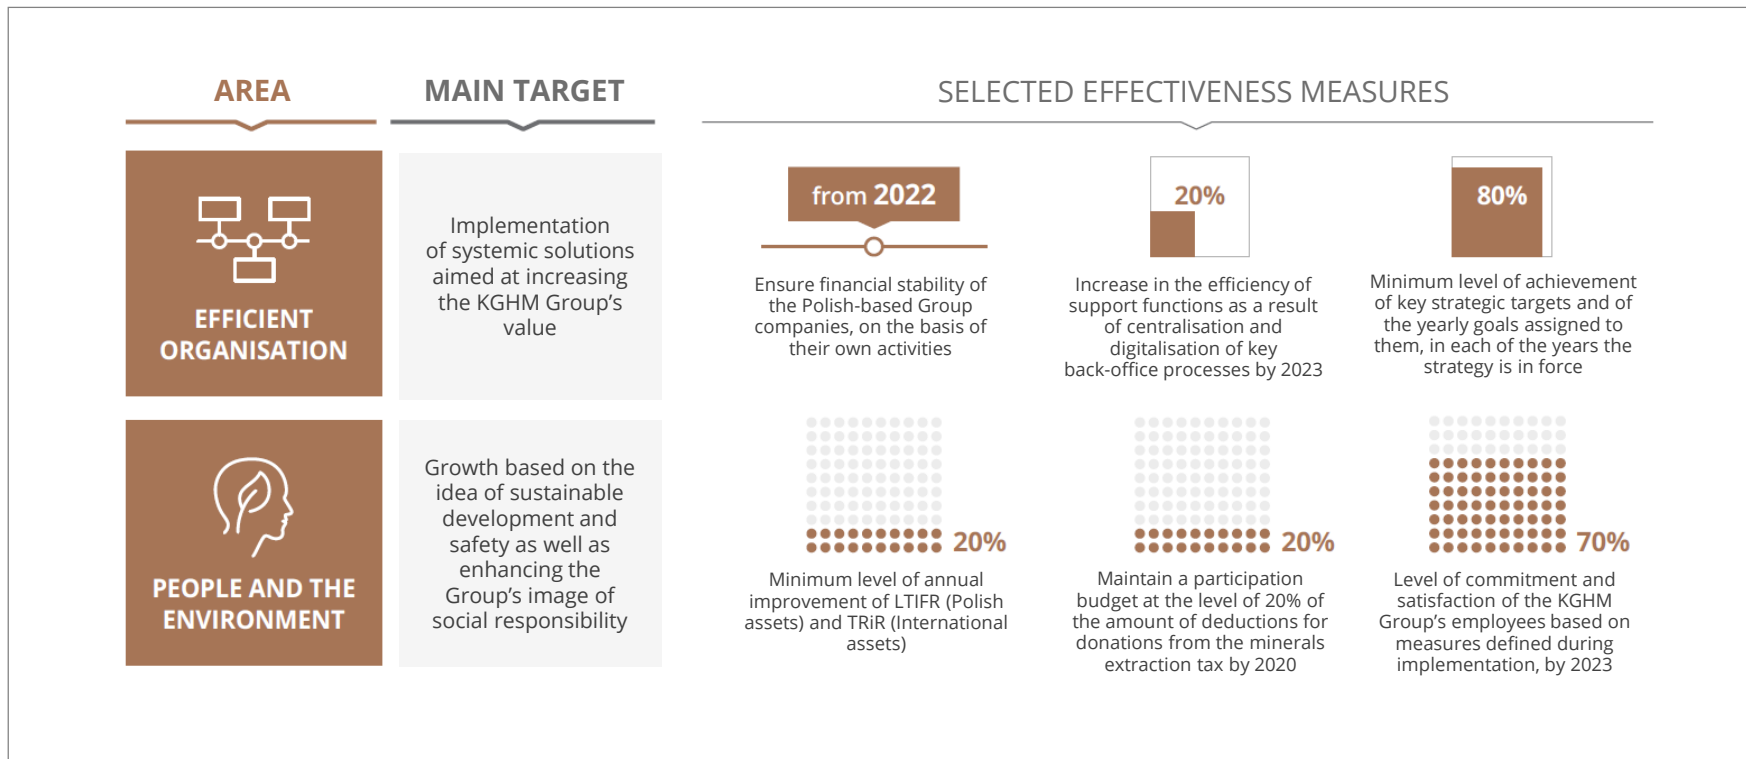 AREA
MAIN TARGET
SELECTED EFFECTIVENESS MEASURES
EFFICIENT
ORGANISATION
Implementation
of systemic solutions
aimed at increasing
the KGHM Group's
value
from 2022
Ensure financial stability of
the Polish-based Group
companies, on the basis of
their own activities
20%
Increase in the efficiency of
support functions as a result
of centralisation and
digitalisation of key
back-office processes by 2023
80%
Minimum level of achievement
of key strategic targets and of
the yearly goals assigned to
them, in each of the years the
strategy is in force
PEOPLE AND THE
ENVIRONMENT
Growth based on the
idea of sustainable
development and
safety as well as
enhancing the
Group's image of
social responsibility
20%
Minimum level of annual
improvement of LTIFR (Polish
assets) and TRiR (International
assets)
20%
Maintain a participation
budget at the level of 20% of
the amount of deductions for
donations from the minerals
extraction tax by 2020
70%
Level of commitment and
satisfaction of the KGHM
Group's employees based on
measures defined during
implementation, by 2023